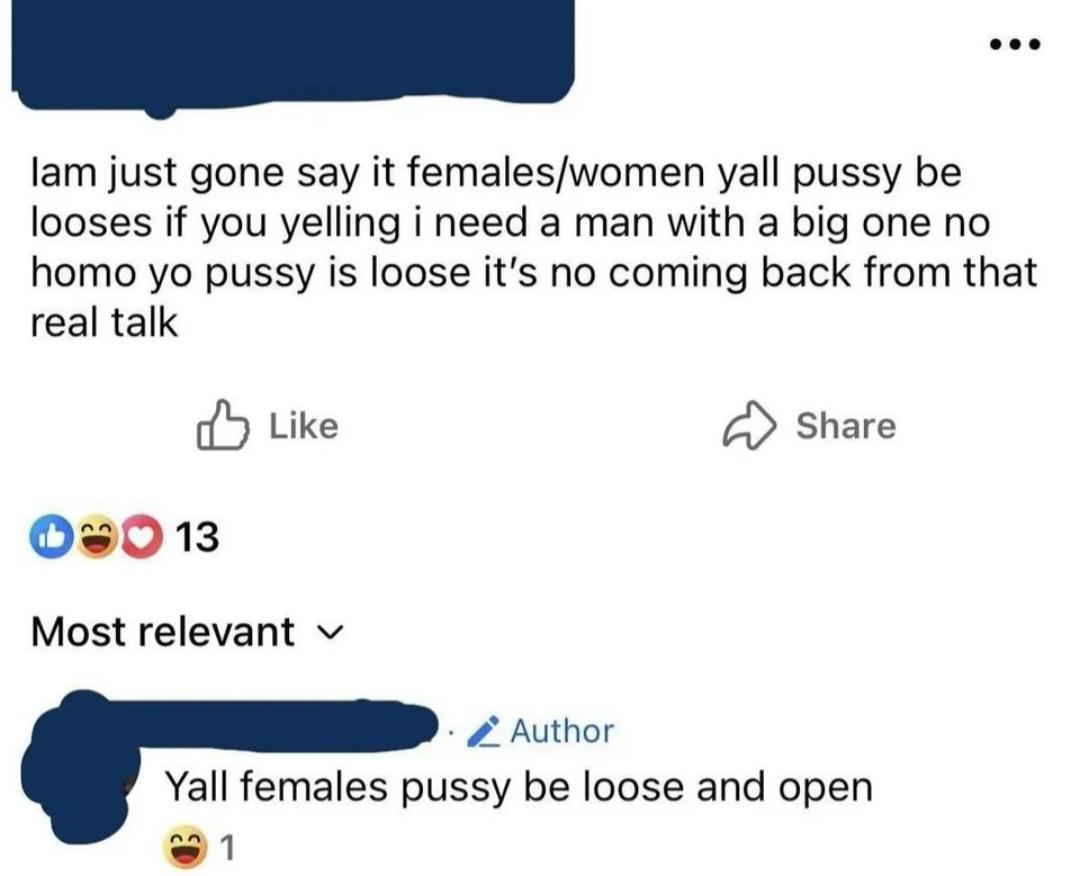 Iam just gone say it females/women yall pussy be
looses if you yelling i need a man with a big one no
homo yo pussy is loose it's no coming back from that
real talk
Like
Share
13
Most relevant
· Author
Yall females pussy be loose and open
1